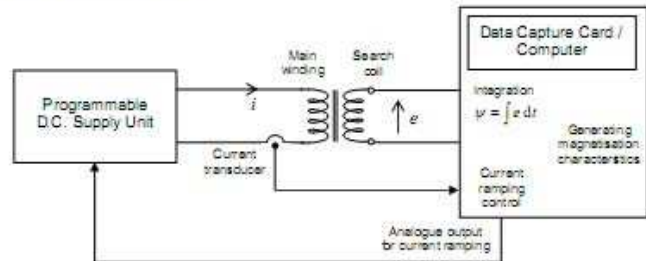 Programmable
D.C. Supply Unit
Main
winding
Search
coil
i
e
Current
transducer
Data Capture Card /
Computer
Integration
ψ = ∫ e dt
Generating
magnetisation
characterstics
Current
ramping
control
Analogue output
for current ramping